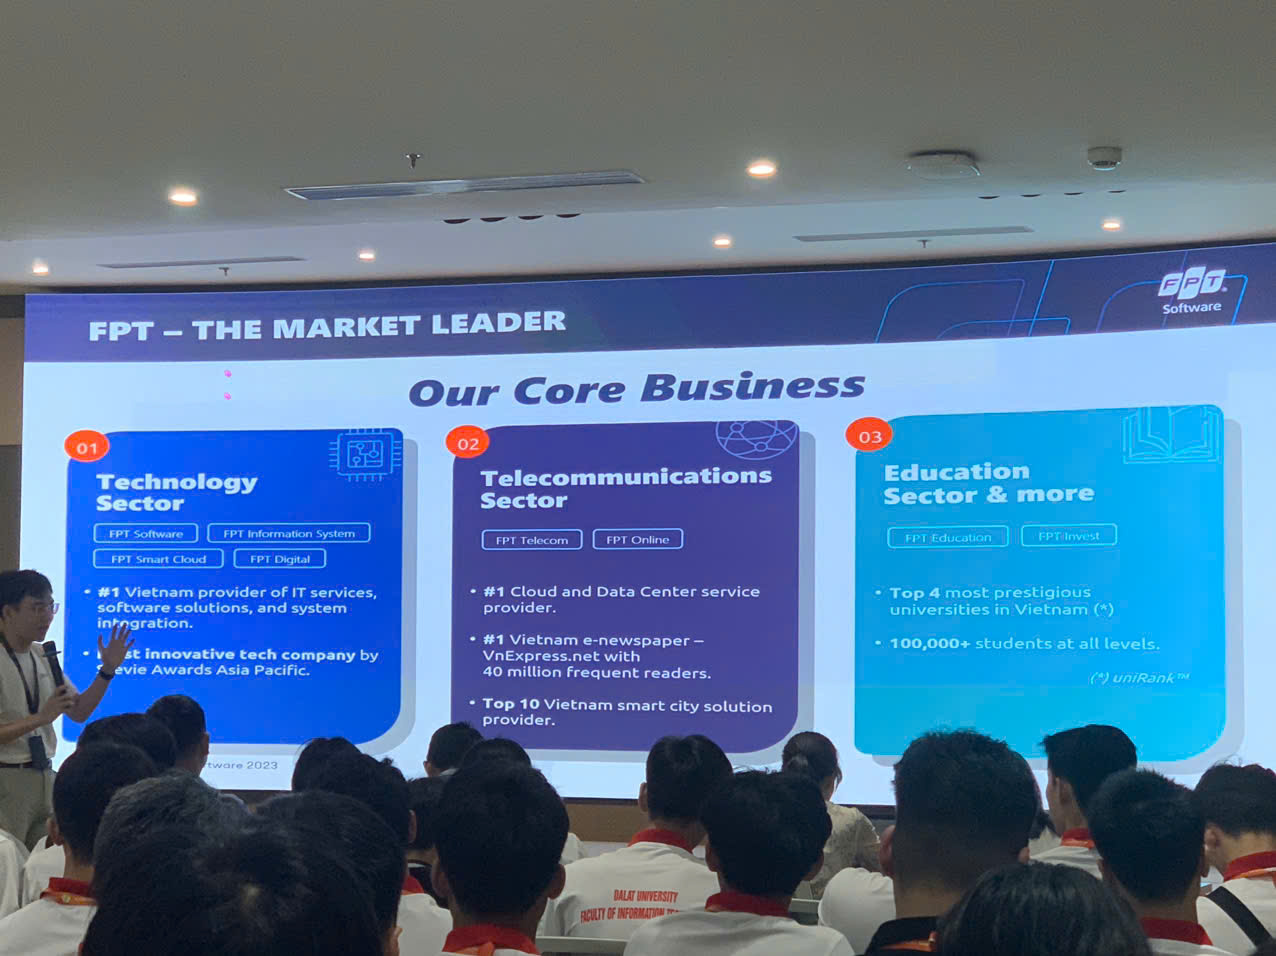 FPT – THE MARKET LEADER
FPT
Software
Our Core Business
01
Technology
Sector
FPT Software
FPT Information System
FPT Smart Cloud
FPT Digital
• #1 Vietnam provider of IT services,
software solutions, and system
integration.
• innovative tech company by
Awards Asia Pacific.
02
Telecommunications
Sector
FPT Telecom
FPT Online
• #1 Cloud and Data Center service
provider.
• #1 Vietnam e-newspaper –
VnExpress.net with
40 million frequent readers.
• Top 10 Vietnam smart city solution
provider.
03
Education
Sector & more
FPT Education
FPT Invest
• Top 4 most prestigious
universities in Vietnam (*)
• 100,000+ students at all levels.
(*) uniRank™
2023
DALAT UNIVERSITY
FACULTY OF INFORMATION